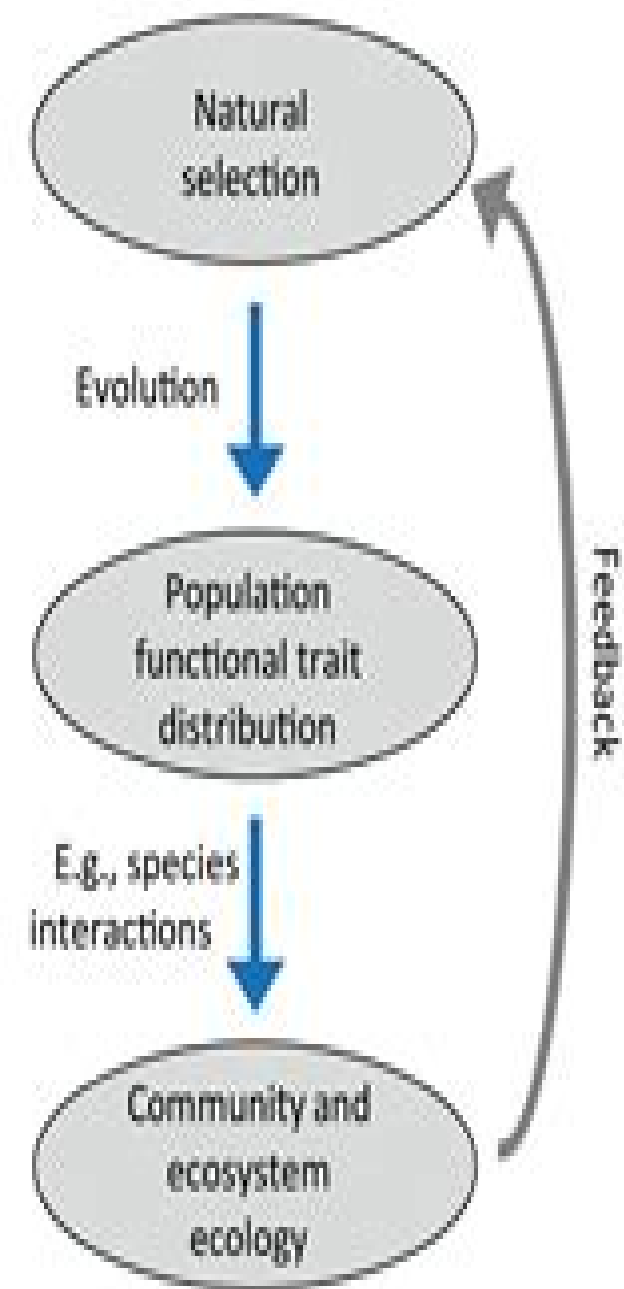 Natural
selection
Evolution
Population
functional trait
distribution
E.g., species
interactions
Community and
ecosystem
ecology
Feedback